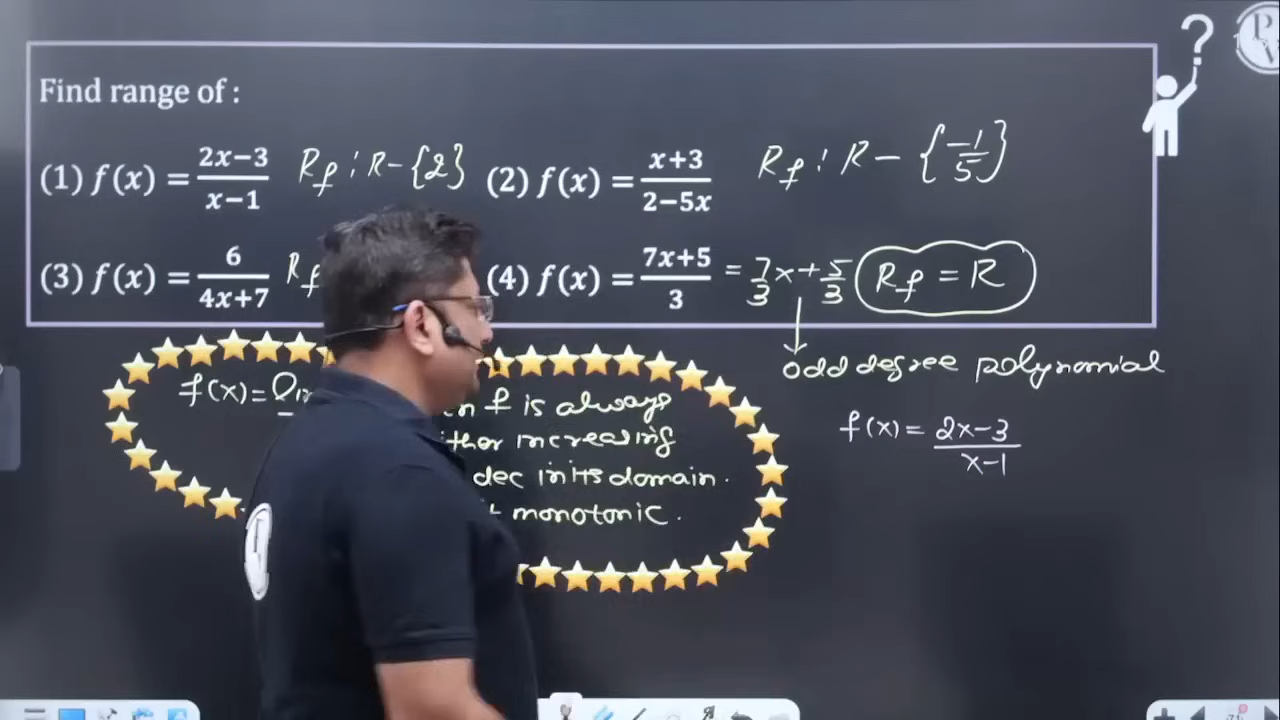 Find range of :
(1) f(x) = 2x−3 / x−1 Rf : R − {2} (2) f(x) = x+3 / 2−5x Rf : R − {−1/5}
(3) f(x) = 6 / 4x+7 Rf (4) f(x) = 7x+5 / 3 = 7/3 x + 5/3 Rf = R
odd degree polynomial
f(x) = f is always
increasing
dec in its domain.
monotonic.
f(x) = 2x−3 / x−1